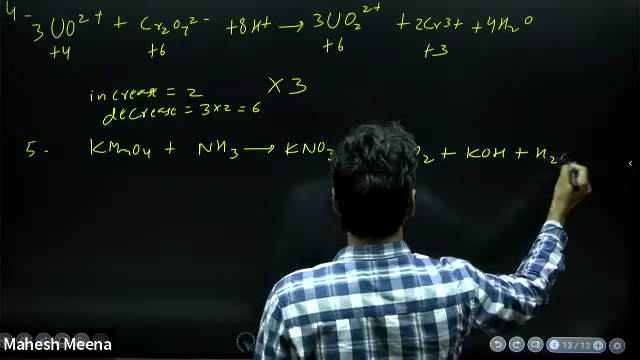 4- 3UO²⁺ + Cr₂O₇²⁻ + 8H⁺ → 3UO₂²⁺ + 2Cr³⁺ + 4H₂O
+4 +6 +6 +3
increase = 2 ×3
decrease = 3×2 = 6
5- KMnO₄ + NH₃ → KNO₃ O₂ + KOH + H₂O
Mahesh Meena
13 / 13